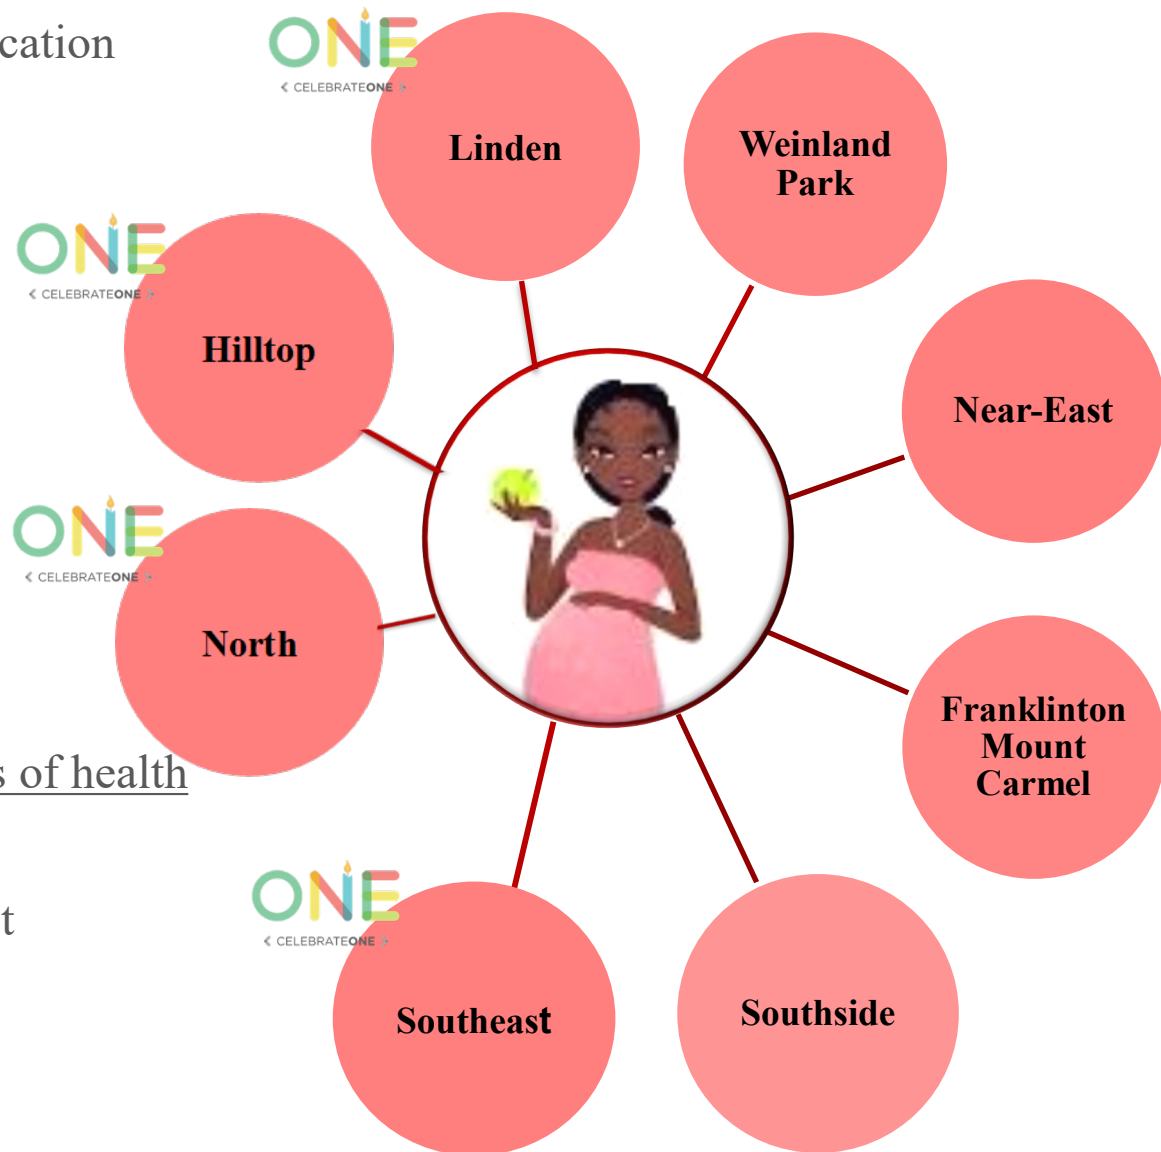 cation
ONE
< CELEBRATEONE >
Linden
Weinland
Park
ONE
< CELEBRATEONE >
Hilltop
Near-East
ONE
< CELEBRATEONE >
North
Franklinton
Mount
Carmel
s of health
t
ONE
< CELEBRATEONE >
Southeast
Southside